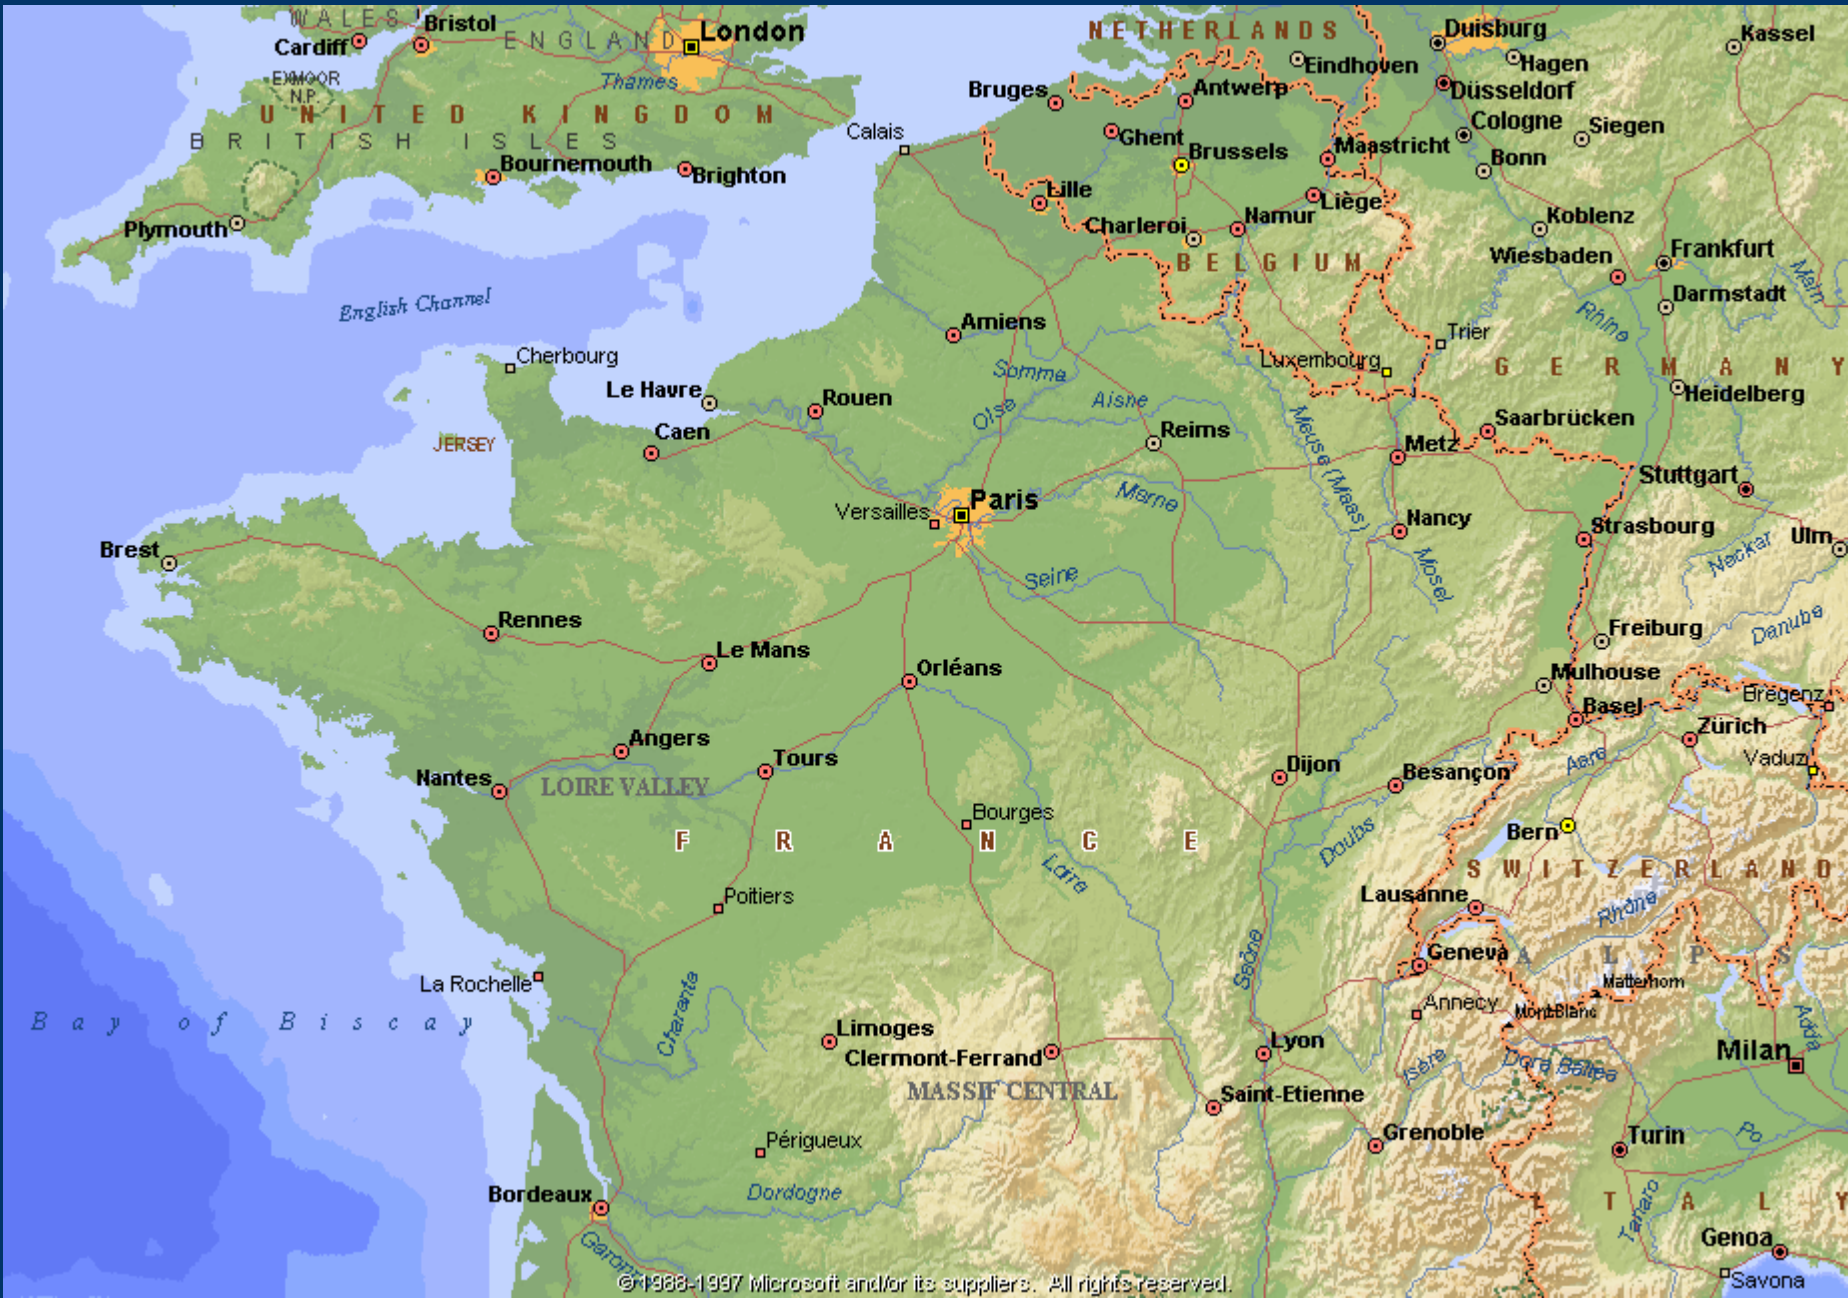 WALES
Bristol
London
Cardiff
ENGLAND
EXMOOR
N.P.
Thames
UNITED KINGDOM
BRITISH ISLES
Bournemouth
Brighton
Plymouth
English Channel
NETHERLANDS
Eindhoven
Duisburg
Hagen
Kassel
Bruges
Antwerp
Düsseldorf
Calais
Ghent
Brussels
Maastricht
Cologne
Siegen
Bonn
Lille
Liège
Charleroi
Namur
Koblenz
BELGIUM
Wiesbaden
Frankfurt
Main
Darmstadt
Rhine
Amiens
Trier
Luxembourg
GERMANY
Cherbourg
Somme
Le Havre
Rouen
Oise
Aisne
Heidelberg
JERSEY
Caen
Reims
Meuse (Maas)
Metz
Saarbrücken
Stuttgart
Paris
Versailles
Marne
Nancy
Strasbourg
Ulm
Neckar
Brest
Seine
Mosel
Rennes
Le Mans
Freiburg
Danube
Orléans
Mulhouse
Bregenz
Basel
Angers
Zürich
Tours
Dijon
Besançon
Aare
Vaduz
Nantes
LOIRE VALLEY
Bourges
FRANCE
Doubs
Bern
Loire
SWITZERLAND
Poitiers
Lausanne
Rhône
La Rochelle
Saône
Geneva
ALPS
Matterhorn
Annecy
Mont Blanc
Bay of Biscay
Charente
Limoges
Clermont-Ferrand
Lyon
Isère
Dora Baltea
Milan
Adda
MASSIF CENTRAL
Saint-Etienne
Périgueux
Grenoble
Turin
Po
Bordeaux
Dordogne
ITALY
Tanaro
Garonne
Genoa
Savona
©1988-1997 Microsoft and/or its suppliers. All rights reserved.